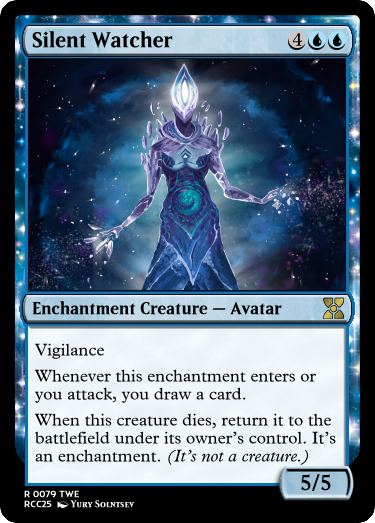 Silent Watcher 4
Enchantment Creature — Avatar
Vigilance
Whenever this enchantment enters or
you attack, you draw a card.
When this creature dies, return it to the
battlefield under its owner's control. It's
an enchantment. (It's not a creature.)
5/5
R 0079 TWE
RCC25 Yury Solntsev